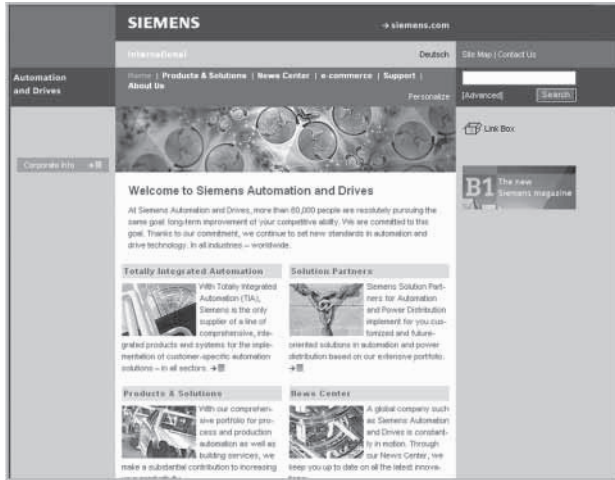 SIEMENS
→ siemens.com
International
Deutsch
Site Map | Contact Us
Automation
and Drives
Home | Products & Solutions | News Center | e-commerce | Support |
About Us
Personalize
[Advanced]
Search
Link Box
Corporate Info →
B1 The new
Siemens magazine
Welcome to Siemens Automation and Drives
At Siemens Automation and Drives, more than 60,000 people are resolutely pursuing the
same goal: long-term improvement of your competitive ability. We are committed to this
goal. Thanks to our commitment, we continue to set new standards in automation and
drive technology. In all industries – worldwide.
Totally Integrated Automation
With Totally Integrated
Automation (TIA),
Siemens is the only
supplier of a line of
comprehensive, inte-
grated products and systems for the imple-
mentation of customer-specific automation
solutions – in all sectors. →
Solution Partners
Siemens Solution Part-
ners for Automation
and Power Distribution
implement for you cus-
tomized and future-
oriented solutions in automation and power
distribution based on our extensive portfolio.
→
Products & Solutions
With our comprehen-
sive portfolio for pro-
cess and production
automation as well as
building services, we
make a substantial contribution to increasing
News Center
A global company such
as Siemens Automation
and Drives is constant-
ly in motion. Through
our News Center, we
keep you up to date on all the latest innova-